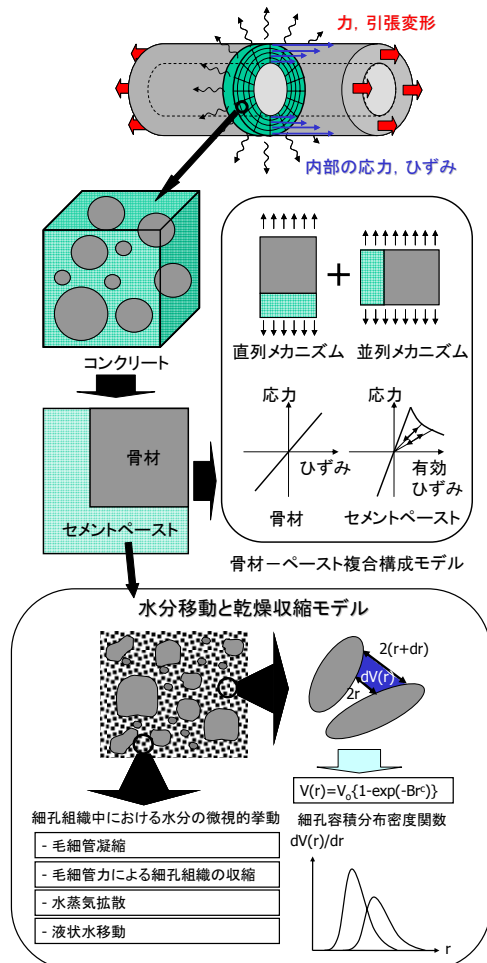 力, 引張変形
内部の応力, ひずみ
コンクリート
直列メカニズム
並列メカニズム
応力
ひずみ
骨材
応力
有効
ひずみ
セメントペースト
骨材
セメントペースト
骨材－ペースト複合構成モデル
水分移動と乾燥収縮モデル
2(r+dr)
dV(r)
2r
V(r)=V₀{1-exp(-Brᶜ)}
細孔組織中における水分の微視的挙動
- 毛細管凝縮
- 毛細管力による細孔組織の収縮
- 水蒸気拡散
- 液状水移動
細孔容積分布密度関数
dV(r)/dr
r